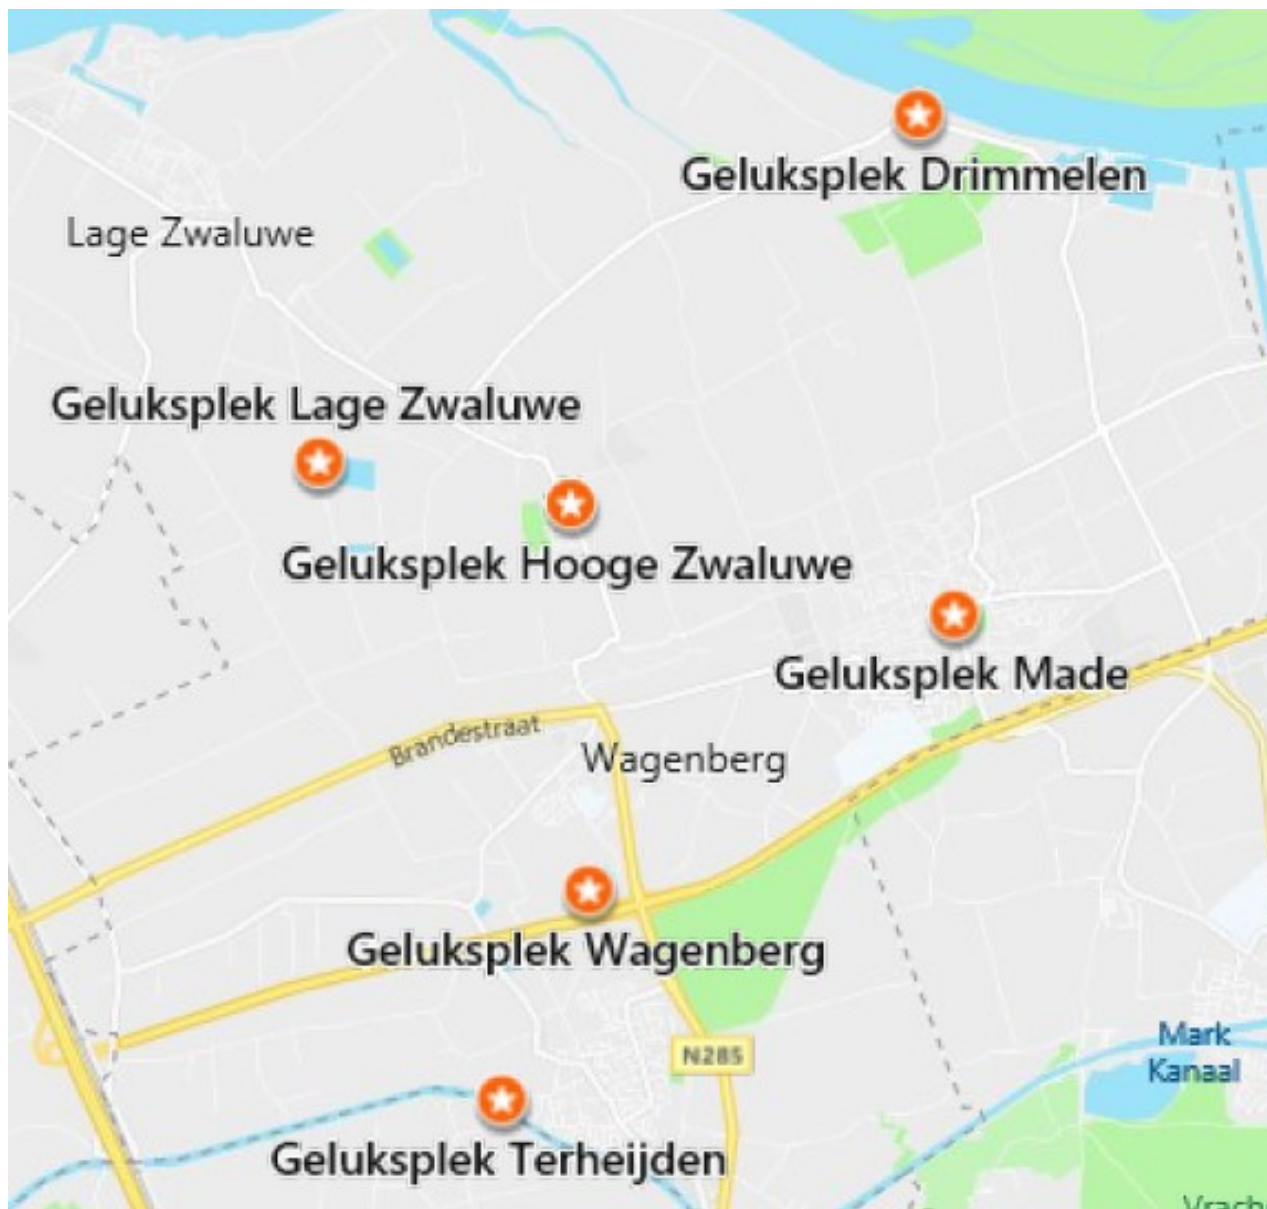 Geluksplek Drimmelen
Lage Zwaluwe
Geluksplek Lage Zwaluwe
Geluksplek Hooge Zwaluwe
Geluksplek Made
Brandestraat
Wagenberg
Geluksplek Wagenberg
N285
Mark
Kanaal
Geluksplek Terheijden